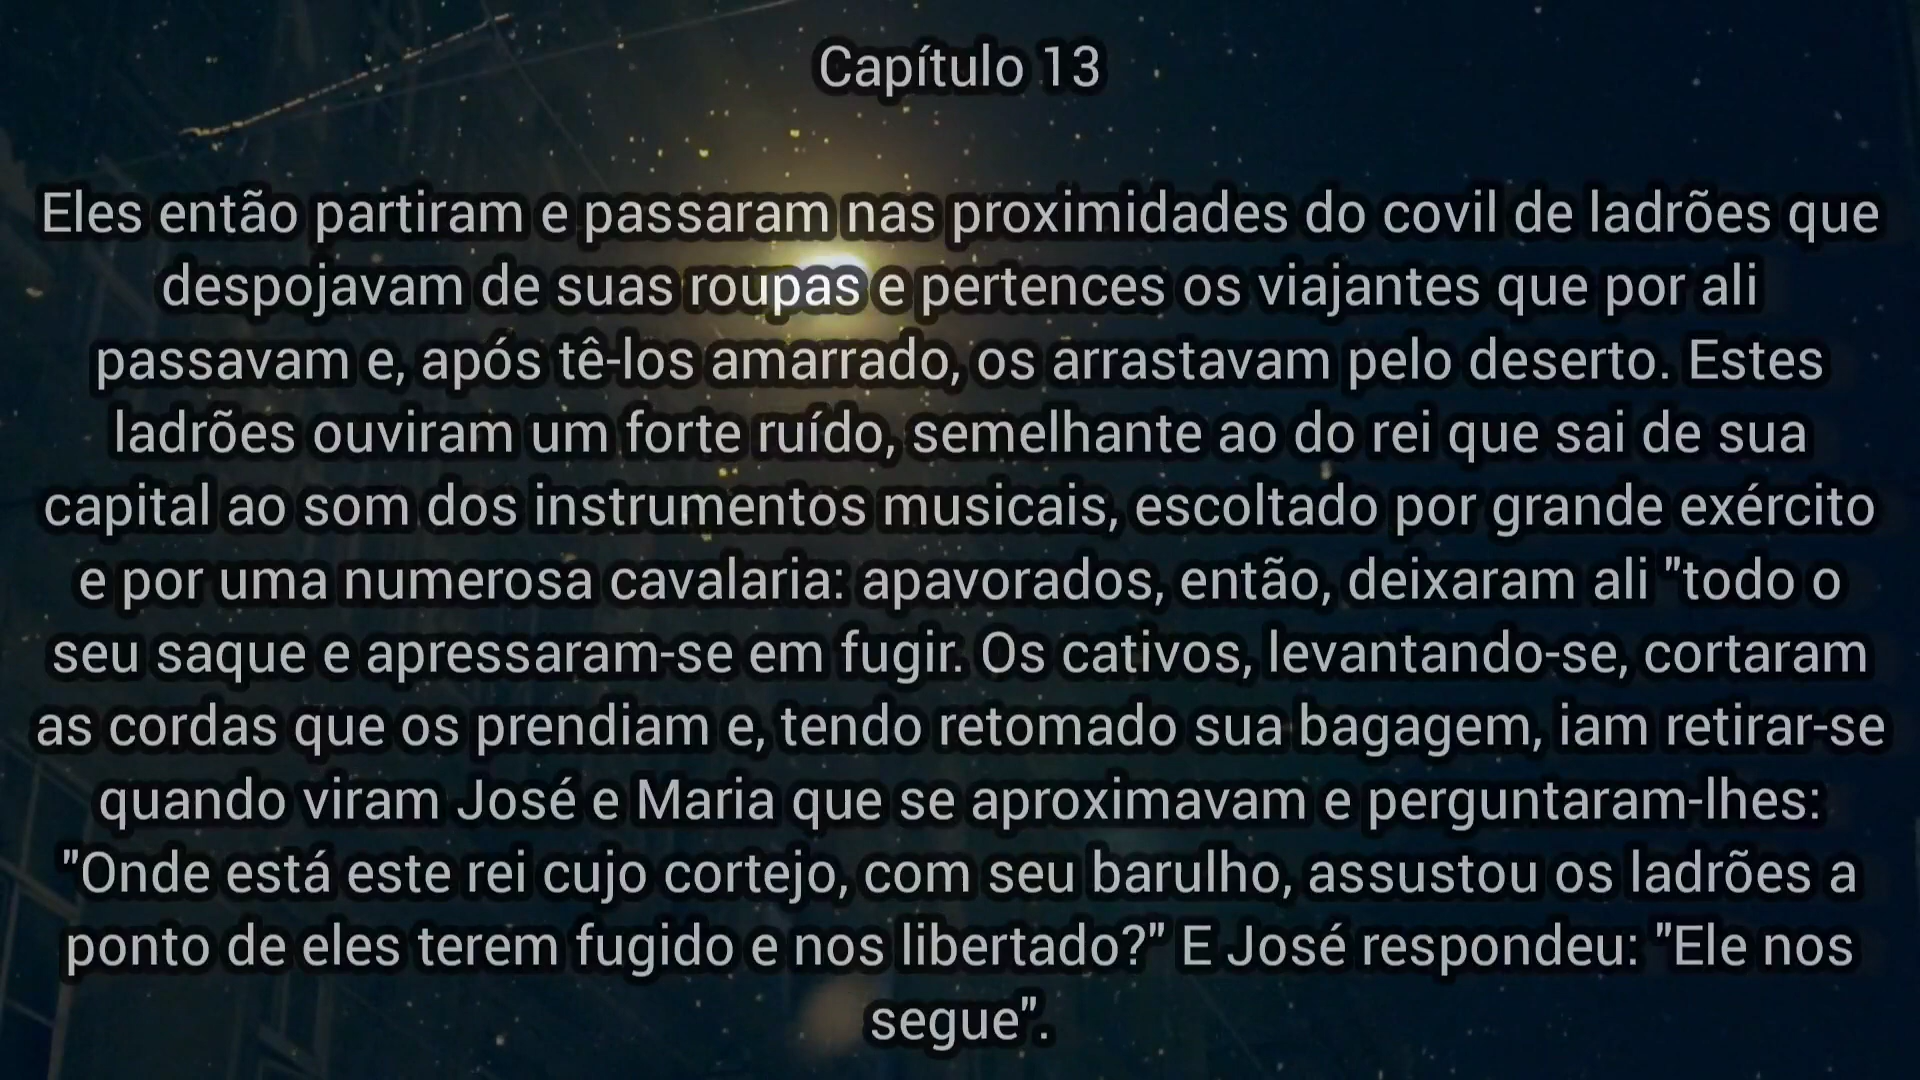 Capítulo 13
Eles então partiram e passaram nas proximidades do covil de ladrões que
despojavam de suas roupas e pertences os viajantes que por ali
passavam e, após tê-los amarrado, os arrastavam pelo deserto. Estes
ladrões ouviram um forte ruído, semelhante ao do rei que sai de sua
capital ao som dos instrumentos musicais, escoltado por grande exército
e por uma numerosa cavalaria: apavorados, então, deixaram ali "todo o
seu saque e apressaram-se em fugir. Os cativos, levantando-se, cortaram
as cordas que os prendiam e, tendo retomado sua bagagem, iam retirar-se
quando viram José e Maria que se aproximavam e perguntaram-lhes:
"Onde está este rei cujo cortejo, com seu barulho, assustou os ladrões a
ponto de eles terem fugido e nos libertado?" E José respondeu: "Ele nos
segue".